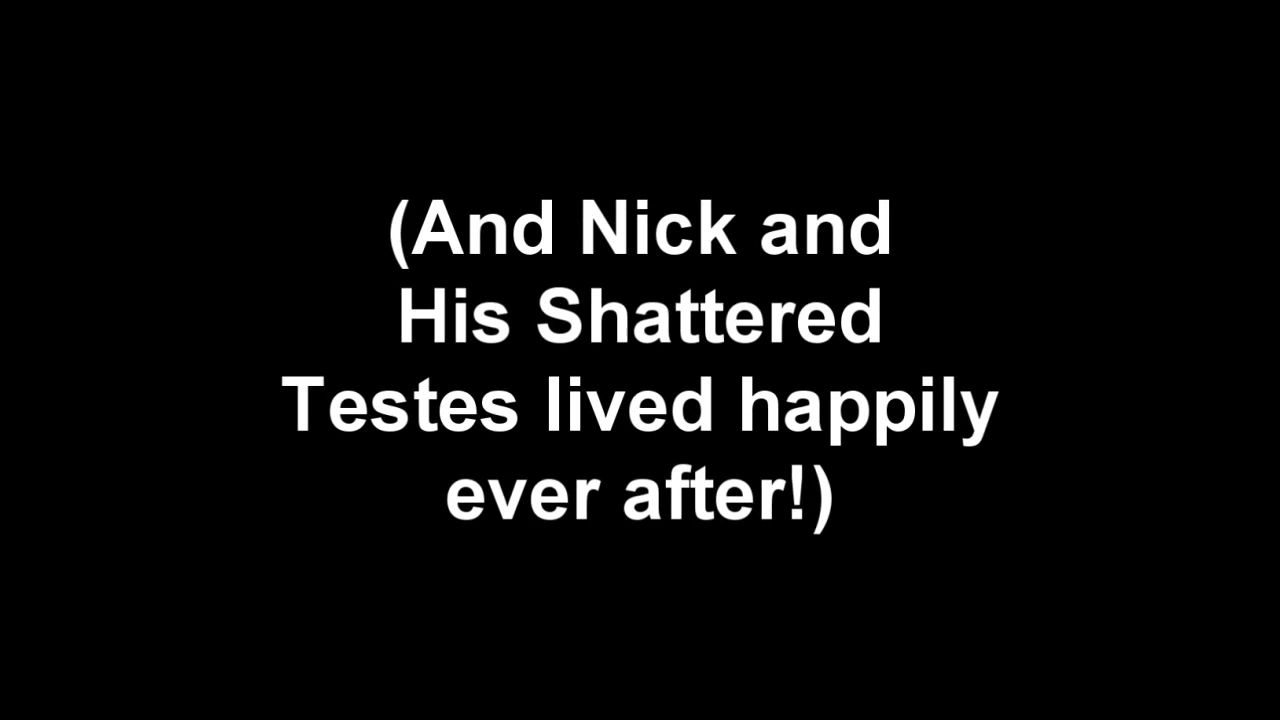 (And Nick and
His Shattered
Testes lived happily
ever after!)